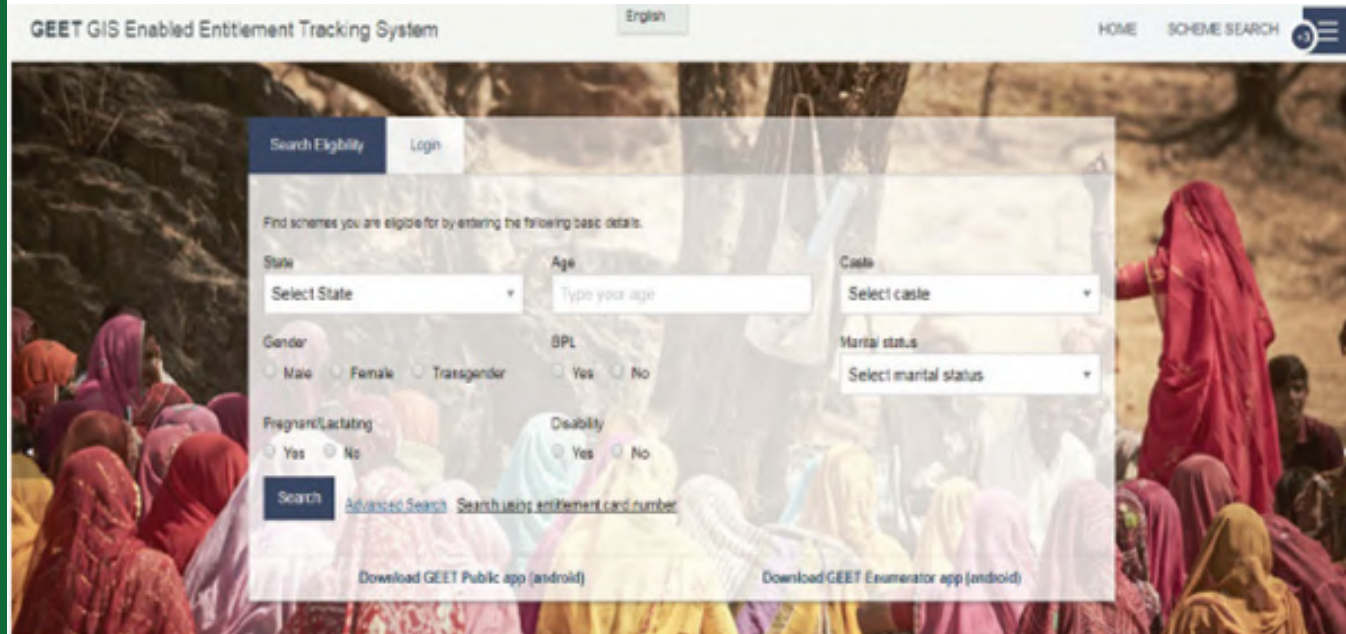 GEET GIS Enabled Entitlement Tracking System
English
HOME SCHEME SEARCH +3
Search Eligibility Login
Find schemes you are eligible for by entering the following basic details.
State Age Caste
Select State Type your age Select caste
Gender BPL Marital status
Male Female Transgender Yes No Select marital status
Pregnant/Lactating Disability
Yes No Yes No
Search Advanced Search Search using entitlement card number
Download GEET Public app (android) Download GEET Enumerator app (android)